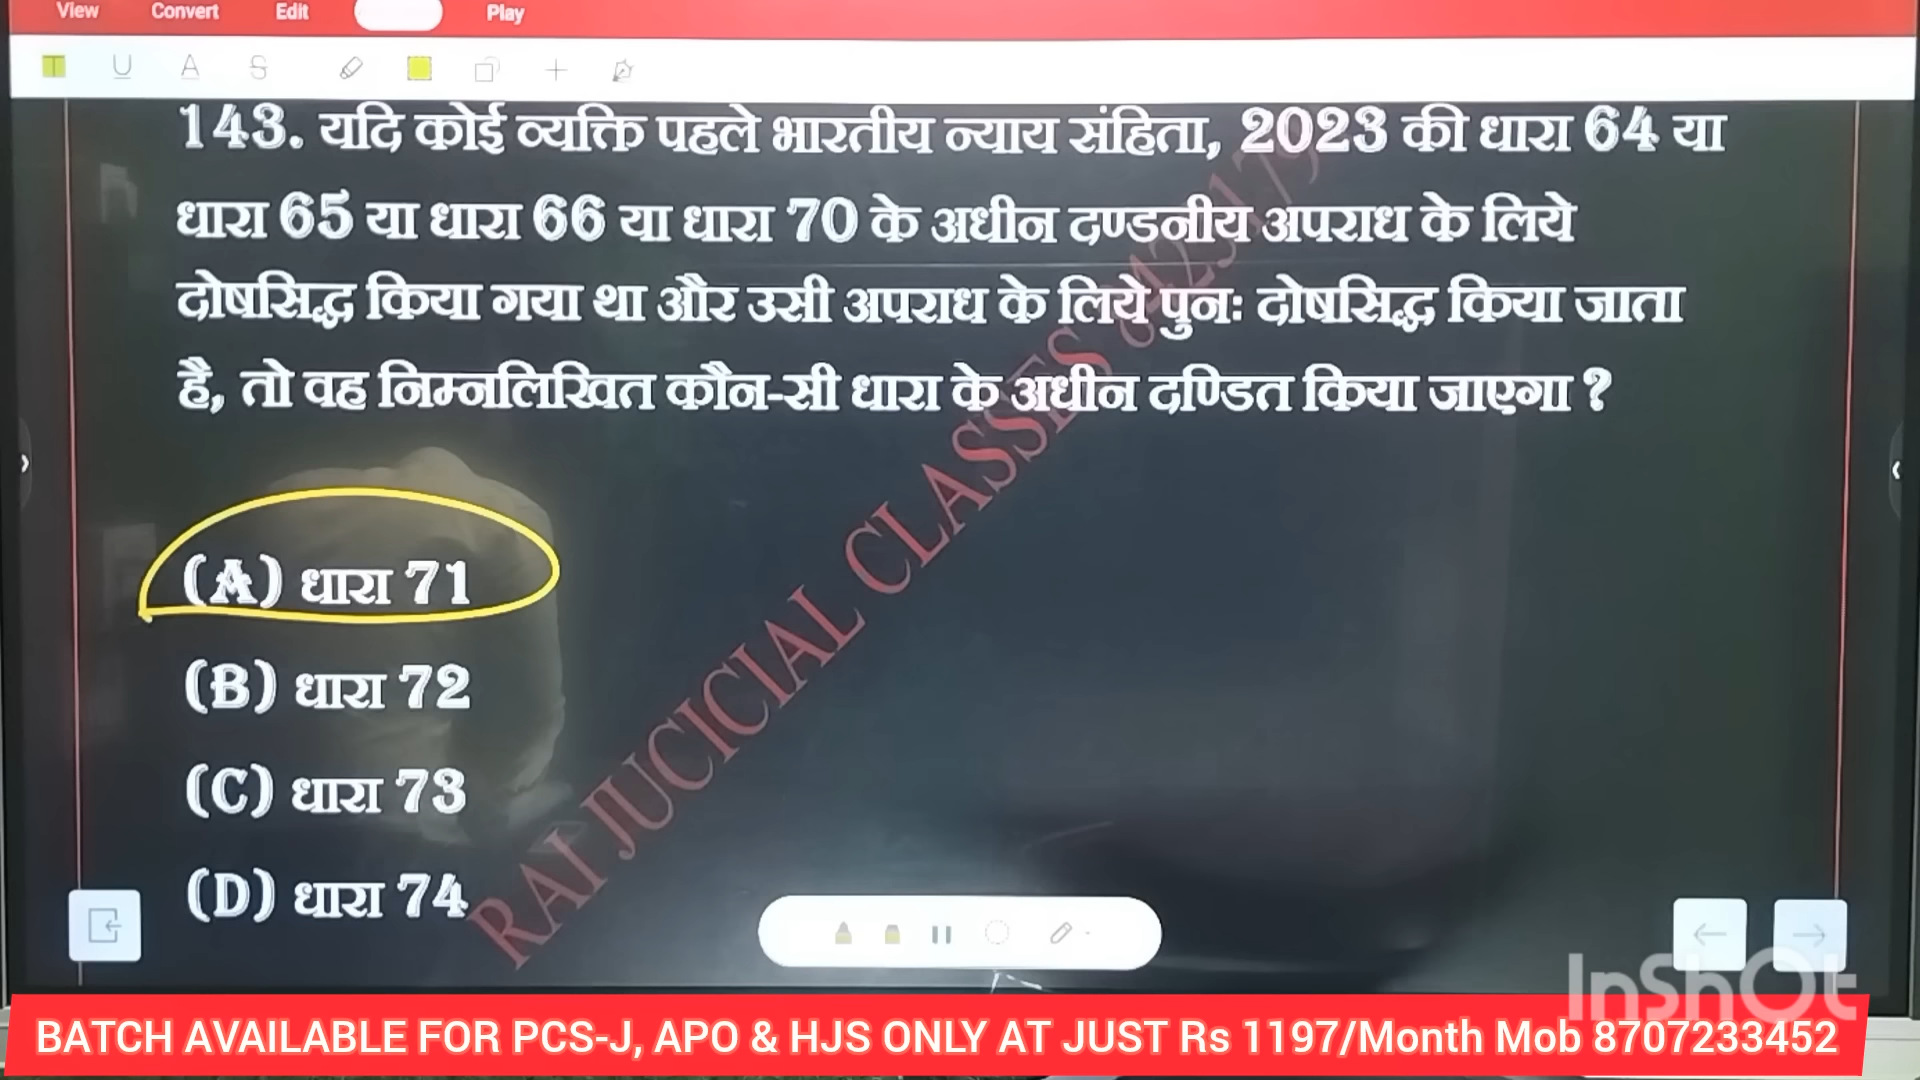 View Convert Edit Play
T U A S
143. यदि कोई व्यक्ति पहले भारतीय न्याय संहिता, 2023 की धारा 64 या
धारा 65 या धारा 66 या धारा 70 के अधीन दण्डनीय अपराध के लिये
दोषसिद्ध किया गया था और उसी अपराध के लिये पुनः दोषसिद्ध किया जाता
है, तो वह निम्नलिखित कौन-सी धारा के अधीन दण्डित किया जाएगा ?
(A) धारा 71
(B) धारा 72
(C) धारा 73
(D) धारा 74
RAI JUCICIAL CLASSES
InShOt
BATCH AVAILABLE FOR PCS-J, APO & HJS ONLY AT JUST Rs 1197/Month Mob 8707233452